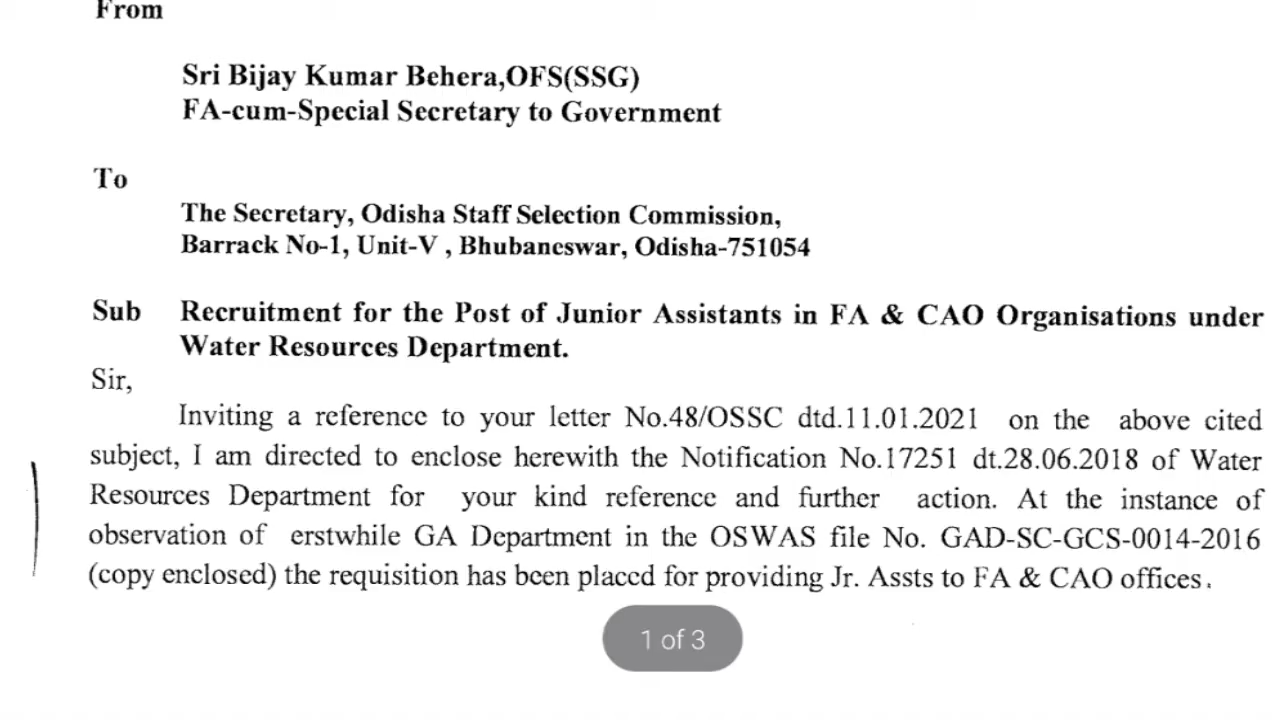 From
Sri Bijay Kumar Behera,OFS(SSG)
FA-cum-Special Secretary to Government
To
The Secretary, Odisha Staff Selection Commission,
Barrack No-1, Unit-V , Bhubaneswar, Odisha-751054
Sub Recruitment for the Post of Junior Assistants in FA & CAO Organisations under
Water Resources Department.
Sir,
Inviting a reference to your letter No.48/OSSC dtd.11.01.2021 on the above cited
subject, I am directed to enclose herewith the Notification No.17251 dt.28.06.2018 of Water
Resources Department for your kind reference and further action. At the instance of
observation of erstwhile GA Department in the OSWAS file No. GAD-SC-GCS-0014-2016
(copy enclosed) the requisition has been placed for providing Jr. Assts to FA & CAO offices.
1 of 3